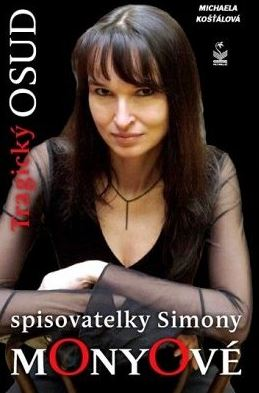 MICHAELA
KOŠŤÁLOVÁ
Tragický OSUD
spisovatelky Simony
MONYOVÉ